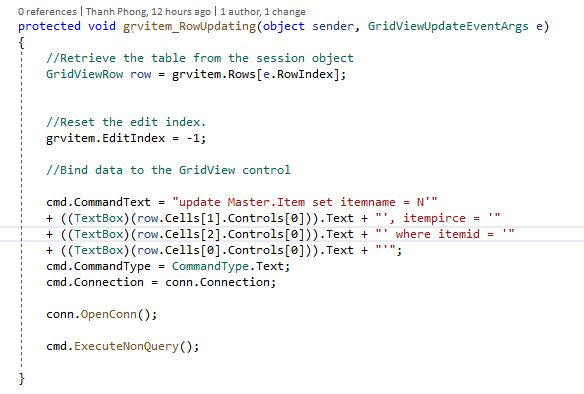 0 references | Thanh Phong, 12 hours ago | 1 author, 1 change
protected void grvitem_RowUpdating(object sender, GridViewUpdateEventArgs e)
{
//Retrieve the table from the session object
GridViewRow row = grvitem.Rows[e.RowIndex];
//Reset the edit index.
grvitem.EditIndex = -1;
//Bind data to the GridView control
cmd.CommandText = "update Master.Item set itemname = N'"
+ ((TextBox)(row.Cells[1].Controls[0])).Text + "', itempirce = '"
+ ((TextBox)(row.Cells[2].Controls[0])).Text + "' where itemid = '"
+ ((TextBox)(row.Cells[0].Controls[0])).Text + "'";
cmd.CommandType = CommandType.Text;
cmd.Connection = conn.Connection;
conn.OpenConn();
cmd.ExecuteNonQuery();
}